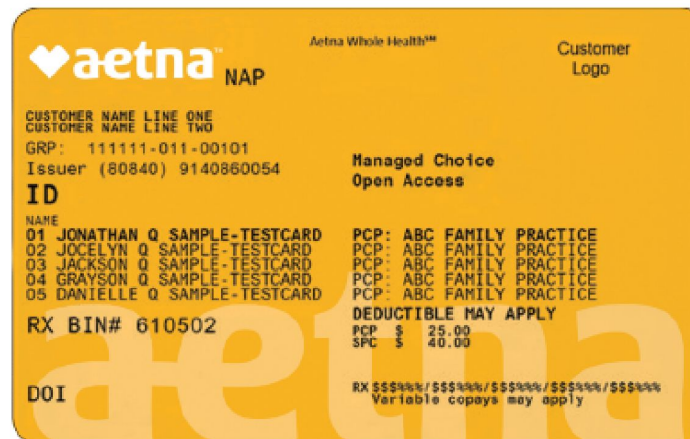 aetna™ NAP
Aetna Whole Health℠
Customer
Logo
CUSTOMER NAME LINE ONE
CUSTOMER NAME LINE TWO
GRP: 111111-011-00101
Issuer (80840) 9140860054
ID
Managed Choice
Open Access
NAME
01 JONATHAN Q SAMPLE-TESTCARD PCP: ABC FAMILY PRACTICE
02 JOCELYN Q SAMPLE-TESTCARD PCP: ABC FAMILY PRACTICE
03 JACKSON Q SAMPLE-TESTCARD PCP: ABC FAMILY PRACTICE
04 GRAYSON Q SAMPLE-TESTCARD PCP: ABC FAMILY PRACTICE
05 DANIELLE Q SAMPLE-TESTCARD PCP: ABC FAMILY PRACTICE
DEDUCTIBLE MAY APPLY
RX BIN# 610502
PCP $ 25.00
SPC $ 40.00
DOI
RX $$$%%%/$$$%%%/$$$%%%/$$$%%%/$$$%%%
Variable copays may apply
aetna